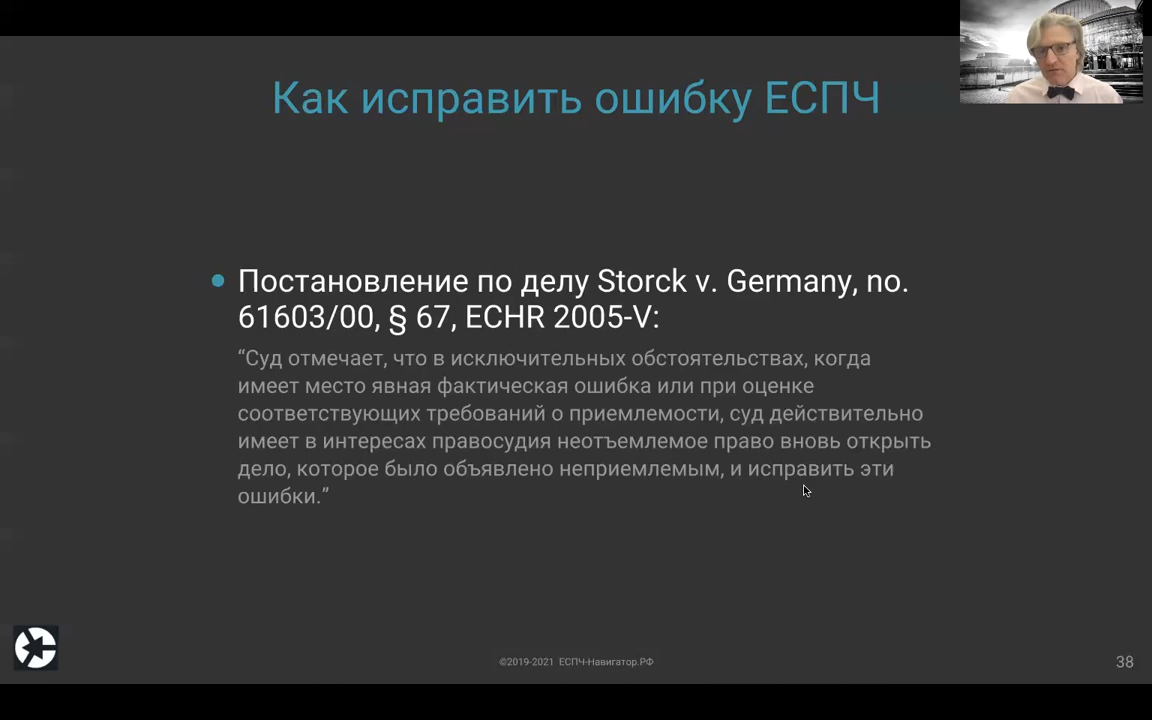 Как исправить ошибку ЕСПЧ
Постановление по делу Storck v. Germany, no.
61603/00, § 67, ECHR 2005-V:
“Суд отмечает, что в исключительных обстоятельствах, когда
имеет место явная фактическая ошибка или при оценке
соответствующих требований о приемлемости, суд действительно
имеет в интересах правосудия неотъемлемое право вновь открыть
дело, которое было объявлено неприемлемым, и исправить эти
ошибки.”
©2019-2021 ЕСПЧ-Навигатор.РФ
38